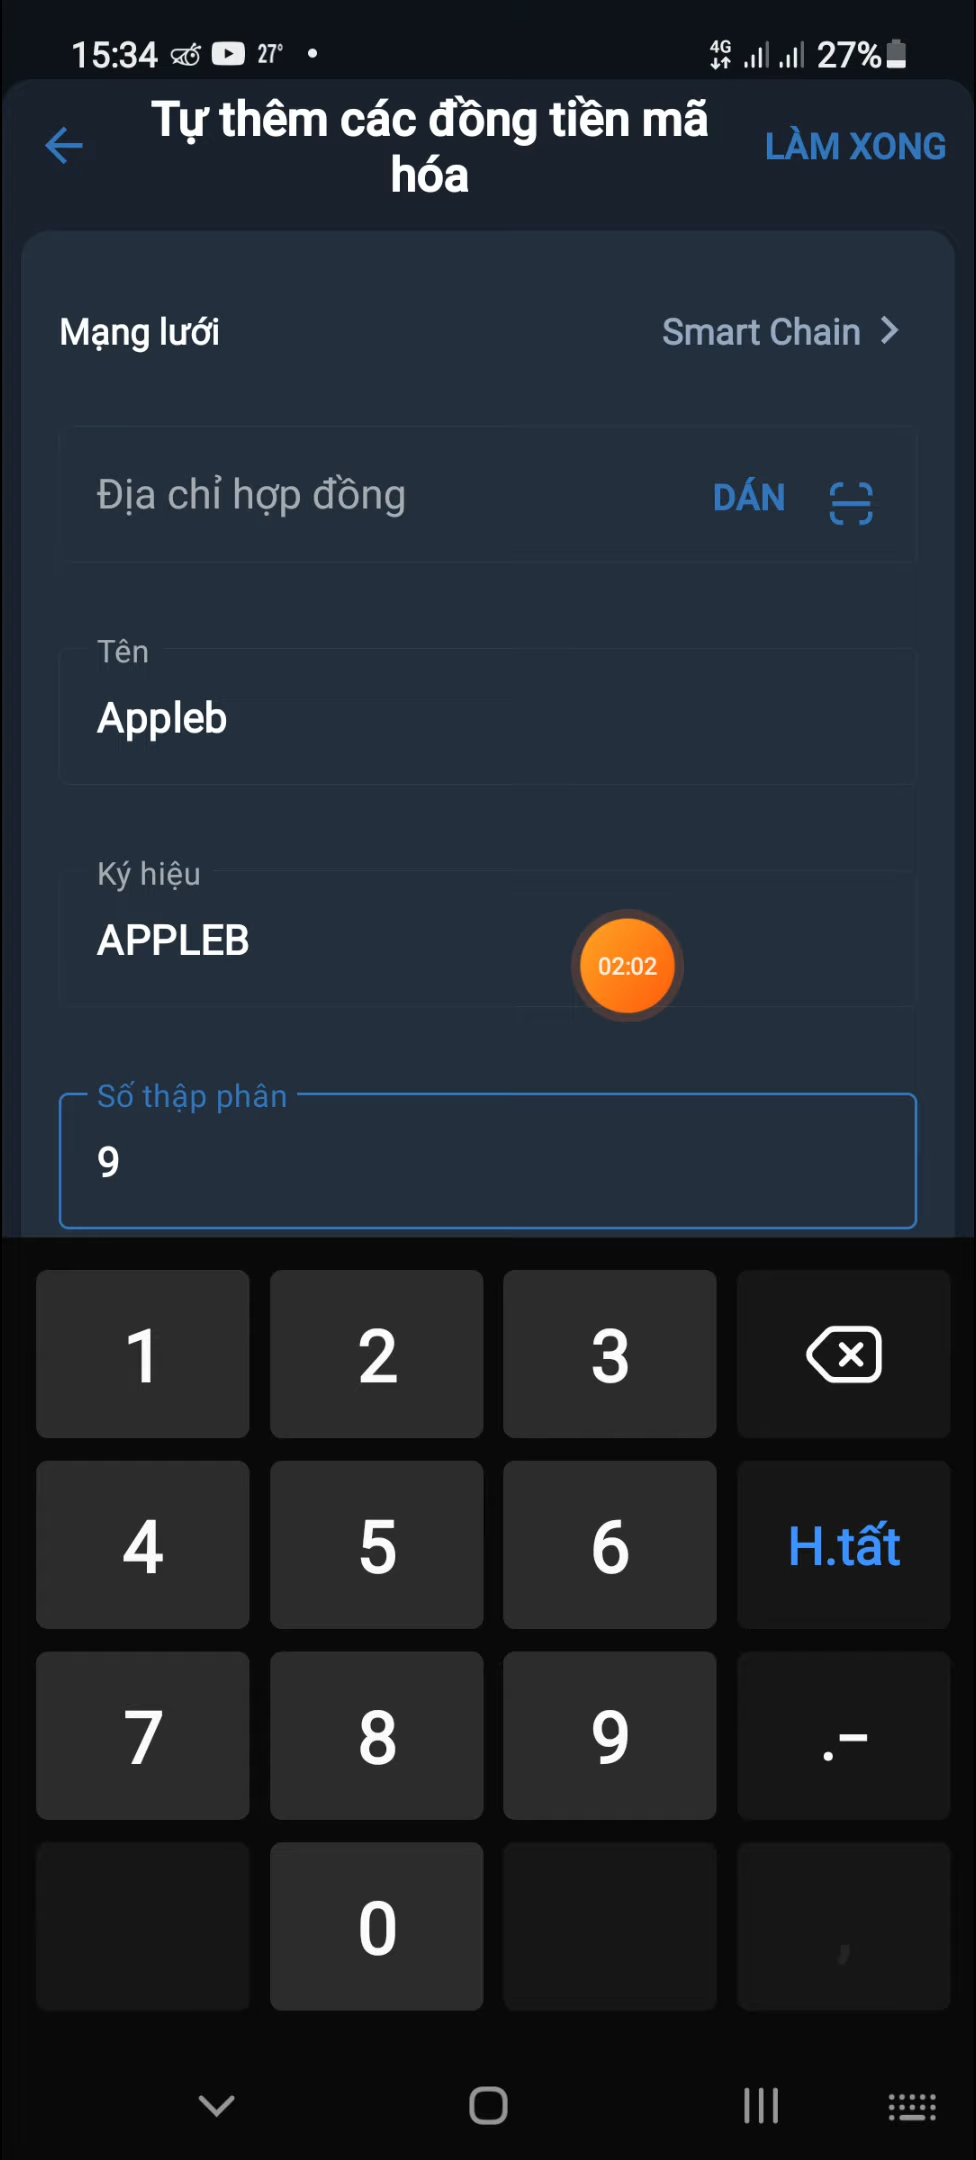 15:34 27° 4G 27%
Tự thêm các đồng tiền mã
hóa
LÀM XONG
Mạng lưới Smart Chain
Địa chỉ hợp đồng DÁN
Tên
Appleb
Ký hiệu
APPLEB
02:02
Số thập phân
9
1 2 3
4 5 6 H.tất
7 8 9 .-
0 ,